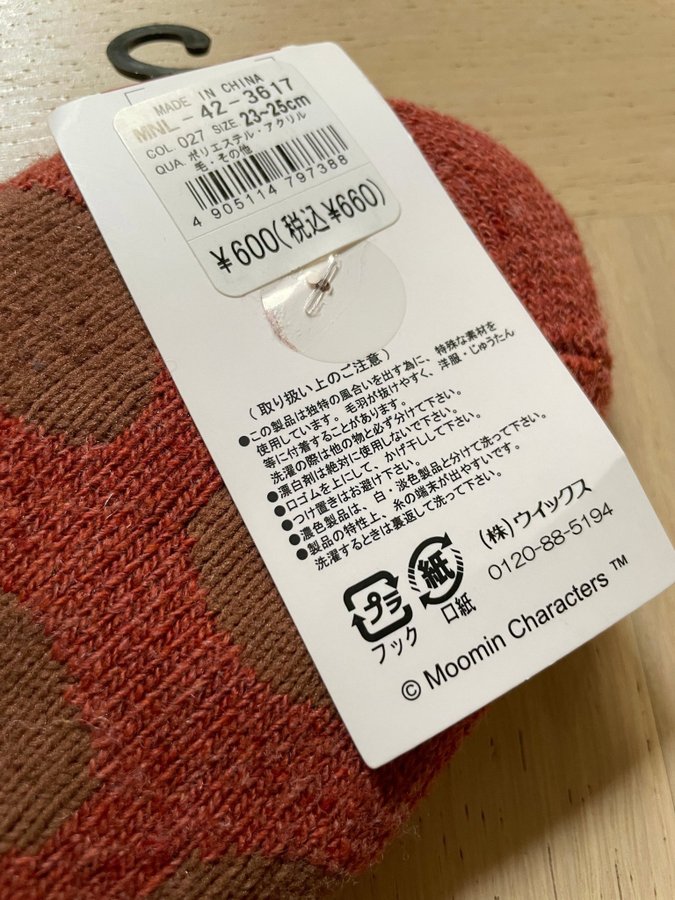 MADE IN CHINA
MNL-42-3617
COL 027 SIZE 23-25cm
QUA. ポリエステル・アクリル
毛・その他
4 905114 797388
¥600(税込¥660)
(取り扱い上のご注意)
●この製品は独特の風合いを出す為に、特殊な素材を
使用しています。毛羽が抜けやすく、洋服・じゅうたん
等に付着することがあります。
洗濯の際は他の物と必ず分けて下さい。
●漂白剤は絶対に使用しないで下さい。
●口ゴムを上にして、かげ干しして下さい。
●つけ置きはお避け下さい。
●濃色製品は、白・淡色製品と分けて洗って下さい。
●製品の特性上、糸の端末が出やすいです。
洗濯するときは裏返して洗って下さい。
プラ
フック
紙
口紙
(株)ウイックス
0120-88-5194
© Moomin Characters™